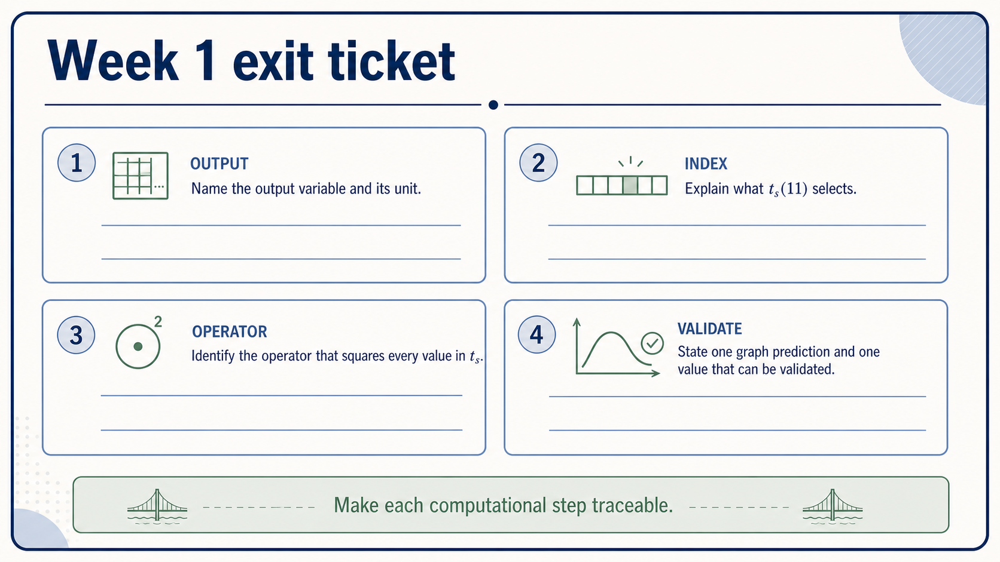 Week 1 exit ticket
1
OUTPUT
Name the output variable and its unit.
2
INDEX
Explain what tₛ(11) selects.
3
2
OPERATOR
Identify the operator that squares every value in tₛ.
4
VALIDATE
State one graph prediction and one
value that can be validated.
Make each computational step traceable.